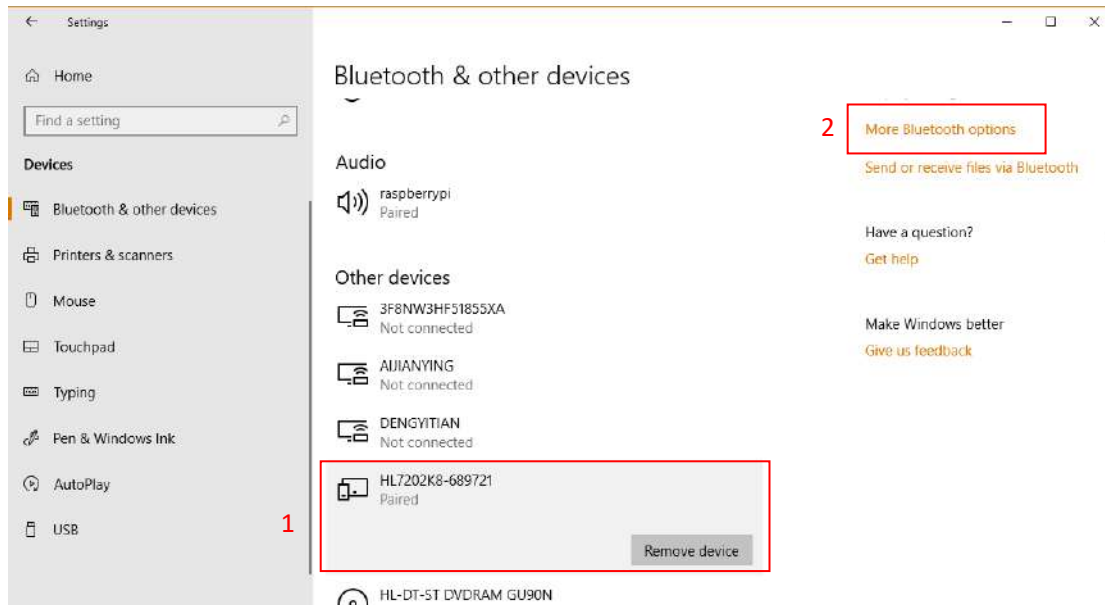 Settings
Home
Find a setting
Devices
Bluetooth & other devices
Printers & scanners
Mouse
Touchpad
Typing
Pen & Windows Ink
AutoPlay
USB
1
Bluetooth & other devices
Audio
raspberrypi
Paired
Other devices
3F8NW3HF51855XA
Not connected
AIJIANYING
Not connected
DENGYITIAN
Not connected
HL7202K8-689721
Paired
Remove device
HL-DT-ST DVDRAM GU90N
2
More Bluetooth options
Send or receive files via Bluetooth
Have a question?
Get help
Make Windows better
Give us feedback